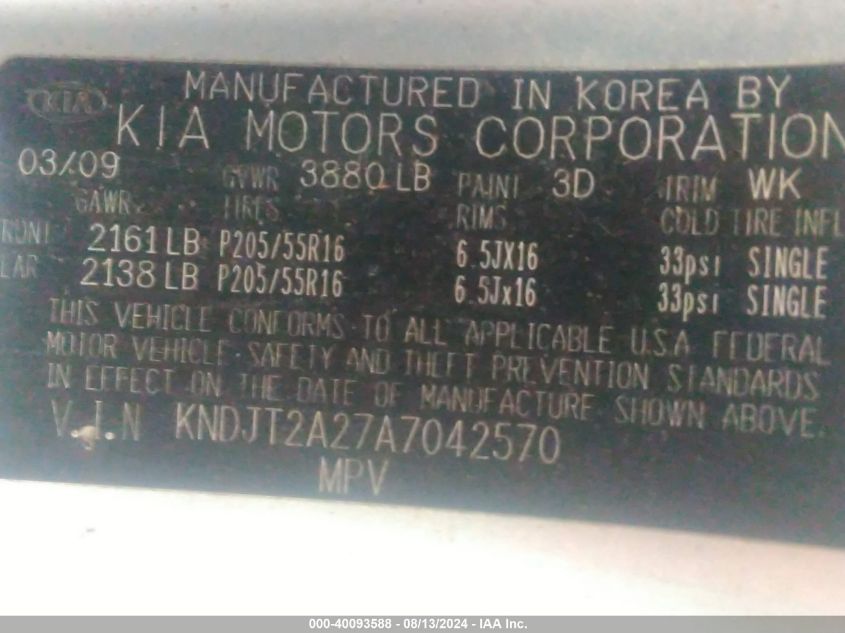 KIA
MANUFACTURED IN KOREA BY
KIA MOTORS CORPORATION
03/09 GVWR 3880 LB PAINT 3D TRIM WK
GAWR TIRES RIMS COLD TIRE INFL
RONT 2161 LB P205/55R16 6.5JX16 33psi SINGLE
EAR 2138 LB P205/55R16 6.5Jx16 33psi SINGLE
THIS VEHICLE CONFORMS TO ALL APPLICABLE U.S.A FEDERAL
MOTOR VEHICLE SAFETY AND THEFT PREVENTION STANDARDS
IN EFFECT ON THE DATE OF MANUFACTURE SHOWN ABOVE.
V.I.N KNDJT2A27A7042570
MPV
000-40093588 - 08/13/2024 - IAA Inc.